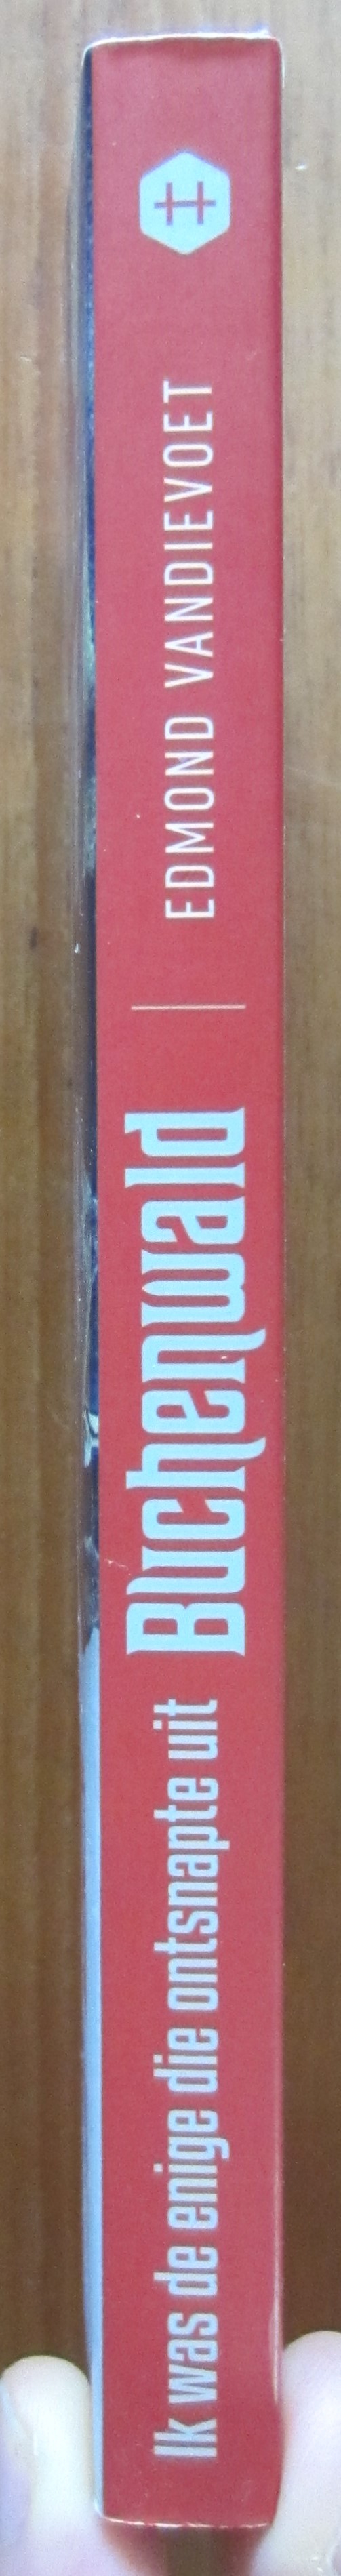 Ik was de enige die ontsnapte uit Buchenwald | EDMOND VANDIEVOET